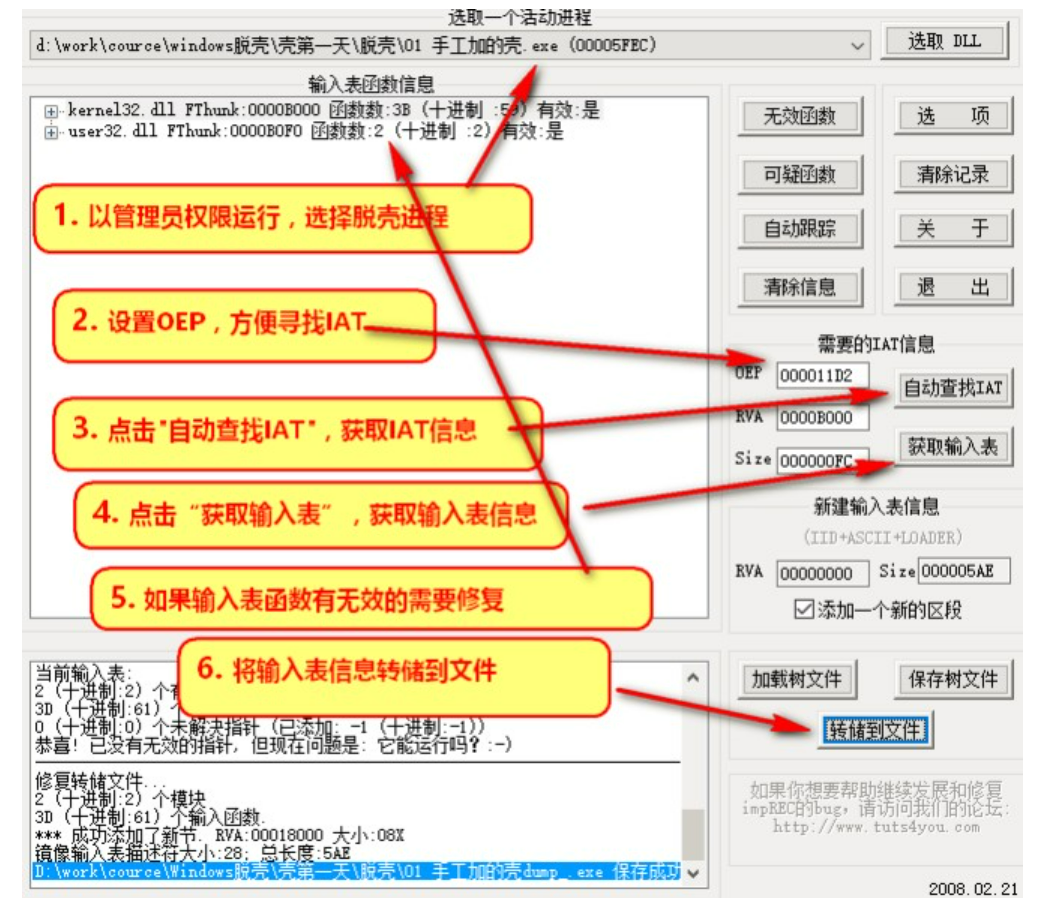 选取一个活动进程
d:\work\cource\windows脱壳\壳第一天\脱壳\01 手工加的壳.exe (00005FEC)
选取 DLL
输入表函数信息
kernel32.dll FThunk:0000B000 函数数:3B (十进制 :59) 有效:是
user32.dll FThunk:0000B0F0 函数数:2 (十进制 :2) 有效:是
1. 以管理员权限运行，选择脱壳进程
2. 设置OEP，方便寻找IAT
3. 点击"自动查找IAT"，获取IAT信息
4. 点击“获取输入表”，获取输入表信息
5. 如果输入表函数有无效的需要修复
6. 将输入表信息转储到文件
无效函数
选 项
可疑函数
清除记录
自动跟踪
关 于
清除信息
退 出
需要的IAT信息
OEP 000011D2
自动查找IAT
RVA 0000B000
获取输入表
Size 000000FC
新建输入表信息
(IID+ASCII+LOADER)
RVA 00000000 Size 000005AE
添加一个新的区段
当前输入表:
2 (十进制:2) 个有
3D (十进制:61) 个
0 (十进制:0) 个未解决指针 (已添加: -1 (十进制:-1))
恭喜! 已没有无效的指针, 但现在问题是: 它能运行吗? :-)
修复转储文件...
2 (十进制:2) 个模块
3D (十进制:61) 个输入函数.
*** 成功添加了新节. RVA:00018000 大小:08X
镜像输入表描述符大小:28; 总长度:5AE
D:\work\cource\Windows脱壳\壳第一天\脱壳\01 手工加的壳dump_.exe 保存成功
加载树文件
保存树文件
转储到文件
如果你想要帮助继续发展和修复
impREC的bug, 请访问我们的论坛:
http://www.tuts4you.com
2008.02.21